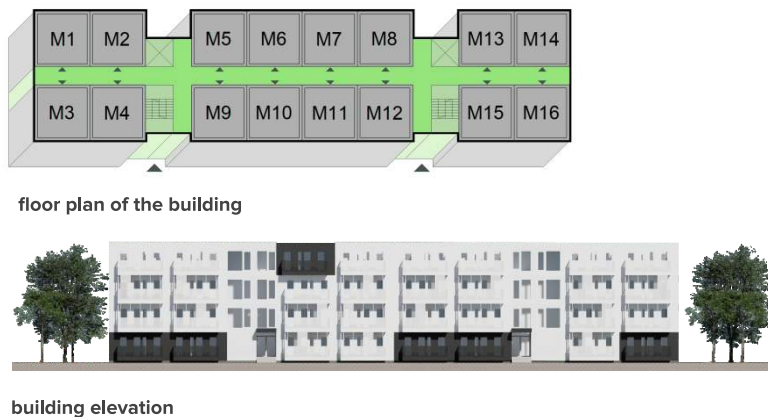 M1 M2 M5 M6 M7 M8 M13 M14
M3 M4 M9 M10 M11 M12 M15 M16
floor plan of the building
building elevation